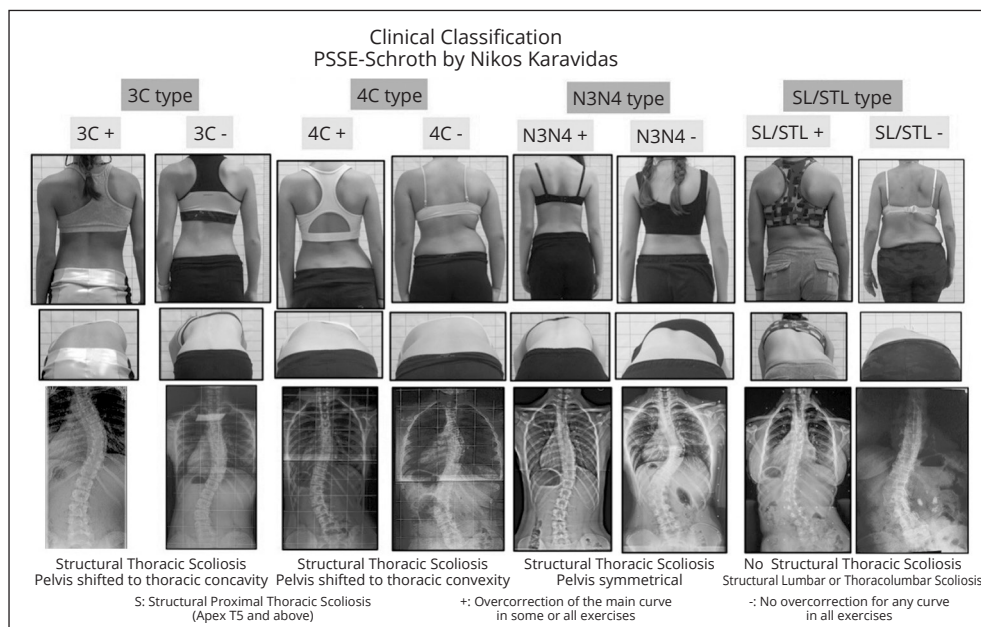 Clinical Classification
PSSE-Schroth by Nikos Karavidas
3C type
4C type
N3N4 type
SL/STL type
3C +
3C -
4C +
4C -
N3N4 +
N3N4 -
SL/STL +
SL/STL -
Structural Thoracic Scoliosis
Pelvis shifted to thoracic concavity
Structural Thoracic Scoliosis
Pelvis shifted to thoracic convexity
Structural Thoracic Scoliosis
Pelvis symmetrical
No Structural Thoracic Scoliosis
Structural Lumbar or Thoracolumbar Scoliosis
S: Structural Proximal Thoracic Scoliosis
(Apex T5 and above)
+: Overcorrection of the main curve
in some or all exercises
-: No overcorrection for any curve
in all exercises